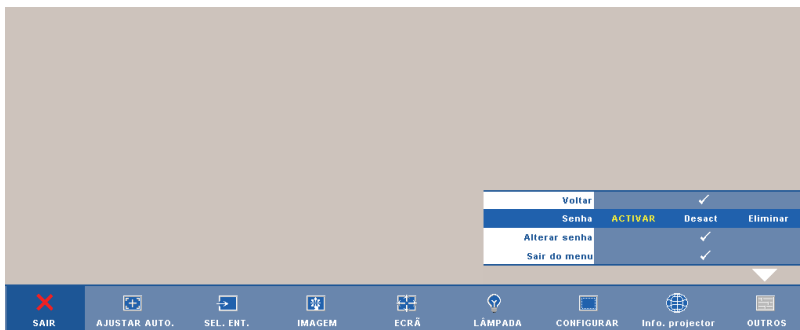 Voltar
Senha ACTIVAR Desact Eliminar
Alterar senha
Sair do menu
SAIR AJUSTAR AUTO. SEL. ENT. IMAGEM ECRÃ LÂMPADA CONFIGURAR Info. projector OUTROS